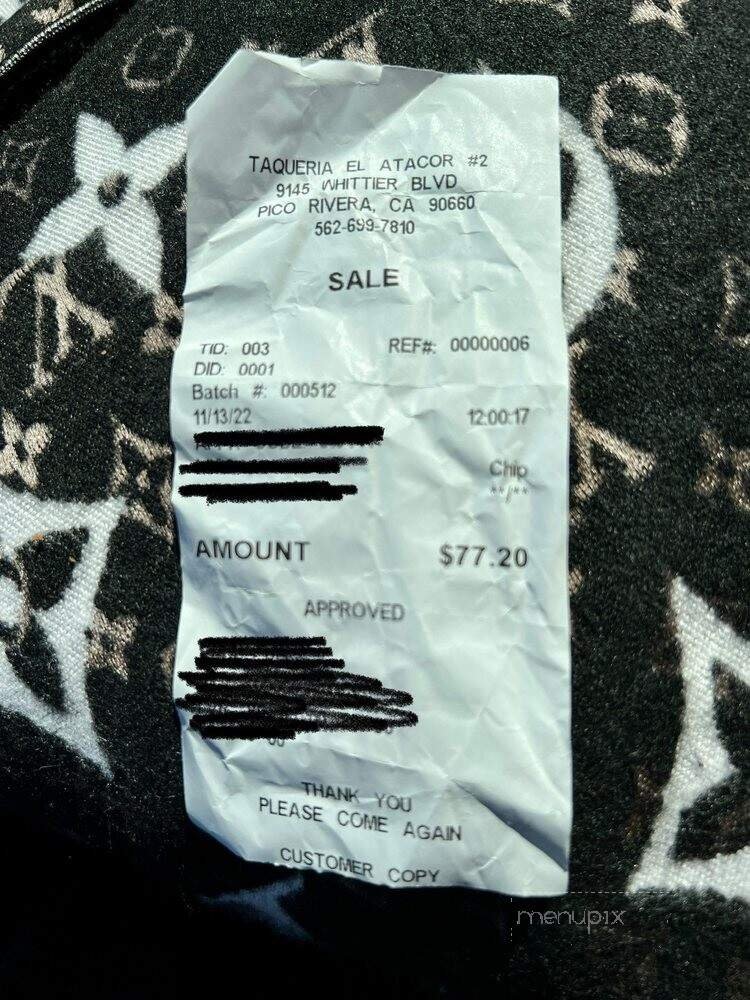 TAQUERIA EL ATACOR #2
9145 WHITTIER BLVD
PICO RIVERA, CA 90660
562-699-7810
SALE
TID: 003 REF#: 00000006
DID: 0001
Batch #: 000512
11/13/22 12:00:17
Chip
**/**
AMOUNT $77.20
APPROVED
THANK YOU
PLEASE COME AGAIN
CUSTOMER COPY
menupix